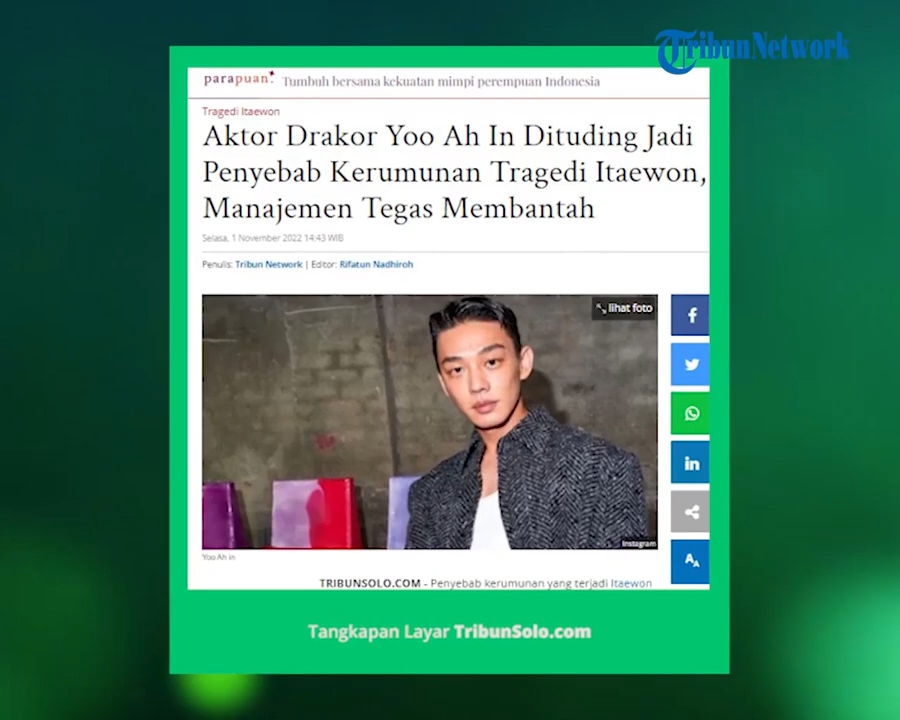 TribunNetwork
parapuan. Tumbuh bersama kekuatan mimpi perempuan Indonesia
Tragedi Itaewon
Aktor Drakor Yoo Ah In Dituding Jadi
Penyebab Kerumunan Tragedi Itaewon,
Manajemen Tegas Membantah
Selasa, 1 November 2022 14:43 WIB
Penulis: Tribun Network | Editor: Rifatun Nadhiroh
lihat foto
Instagram
Yoo Ah in
TRIBUNSOLO.COM - Penyebab kerumunan yang terjadi Itaewon
AA
Tangkapan Layar TribunSolo.com